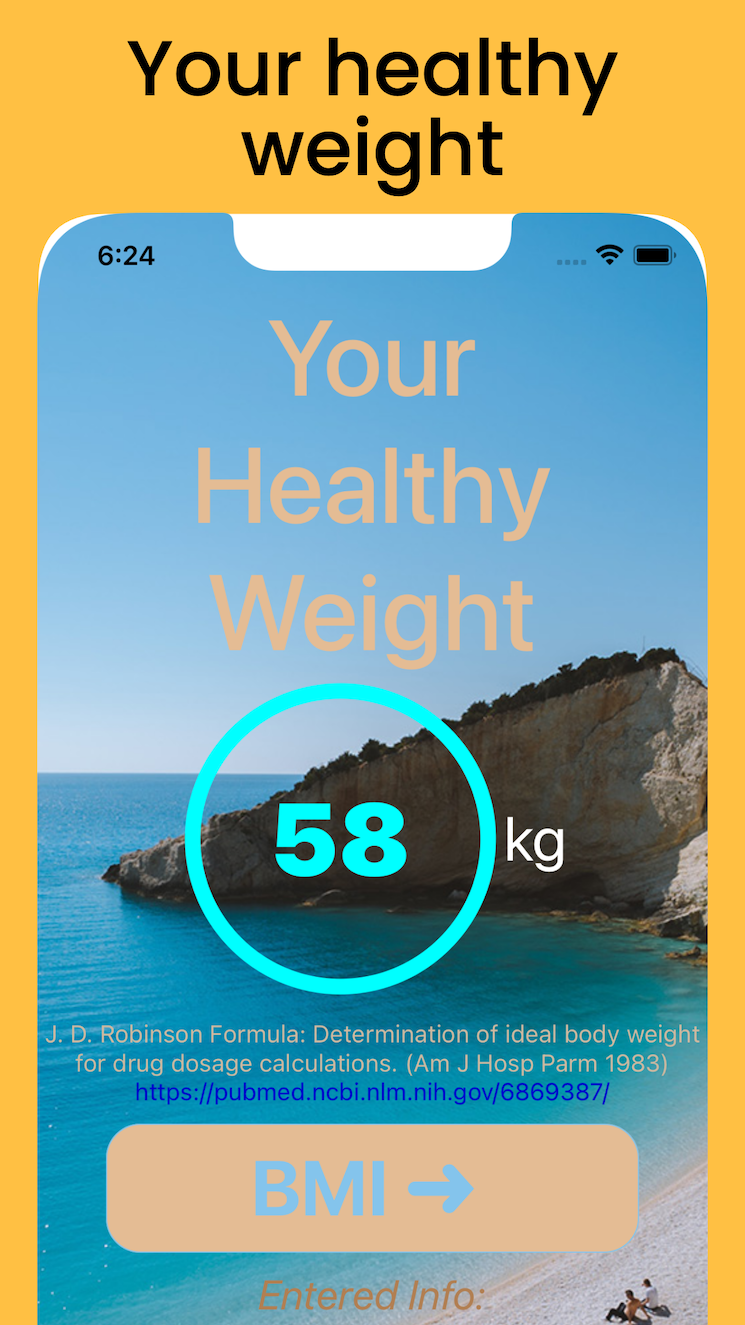 Your healthy
weight
6:24
Your
Healthy
Weight
58
kg
J. D. Robinson Formula: Determination of ideal body weight
for drug dosage calculations. (Am J Hosp Parm 1983)
https://pubmed.ncbi.nlm.nih.gov/6869387/
BMI ➔
Entered Info: